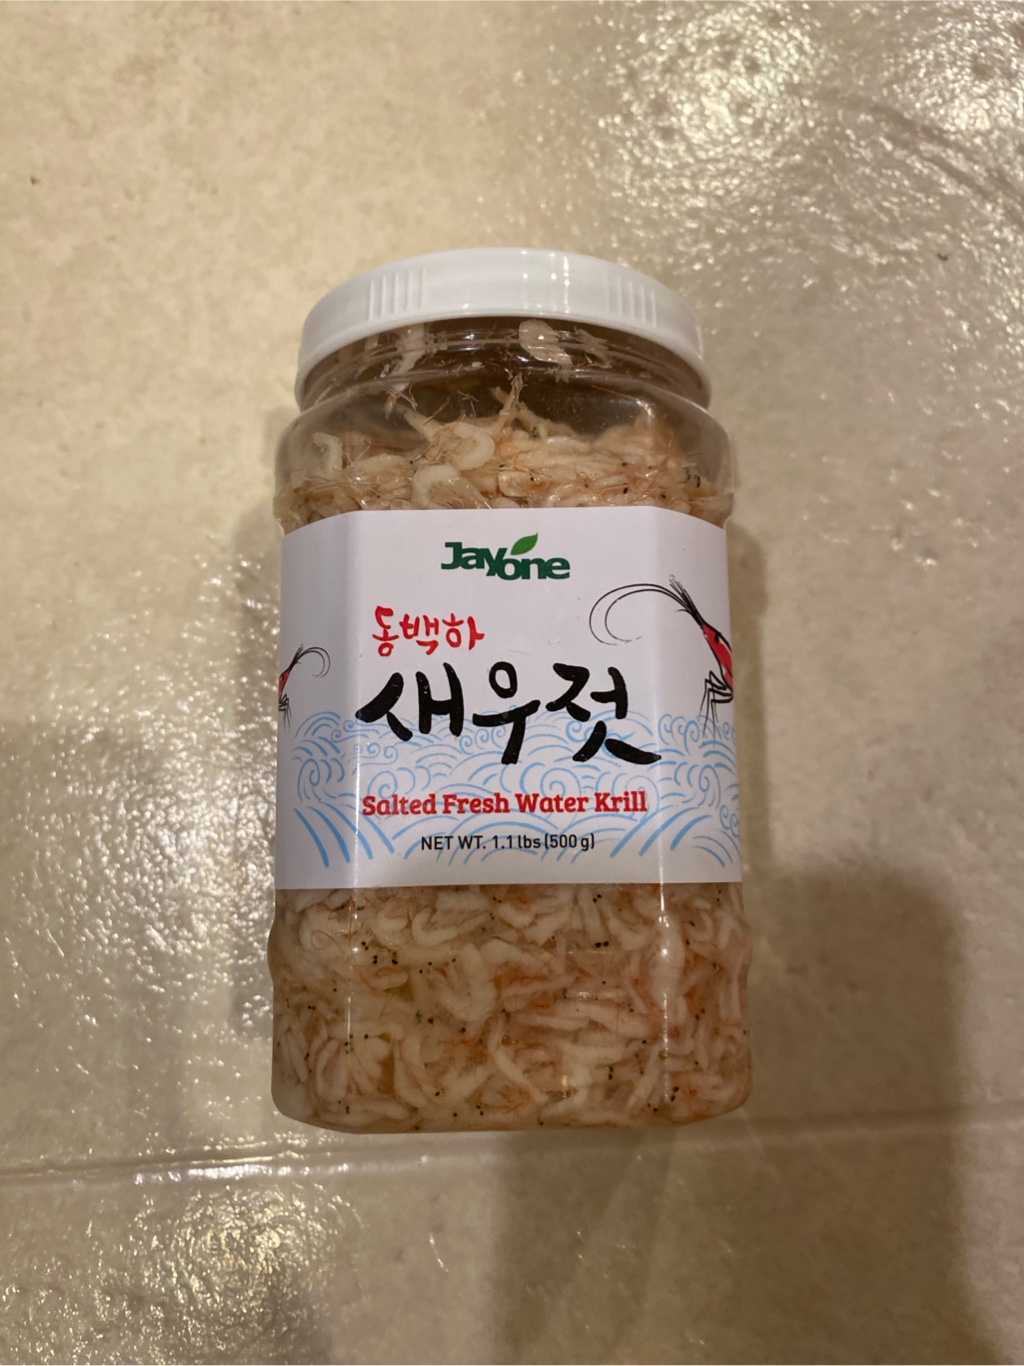 Jayone
동백하
새우젓
Salted Fresh Water Krill
NET WT. 1.1 lbs (500 g)